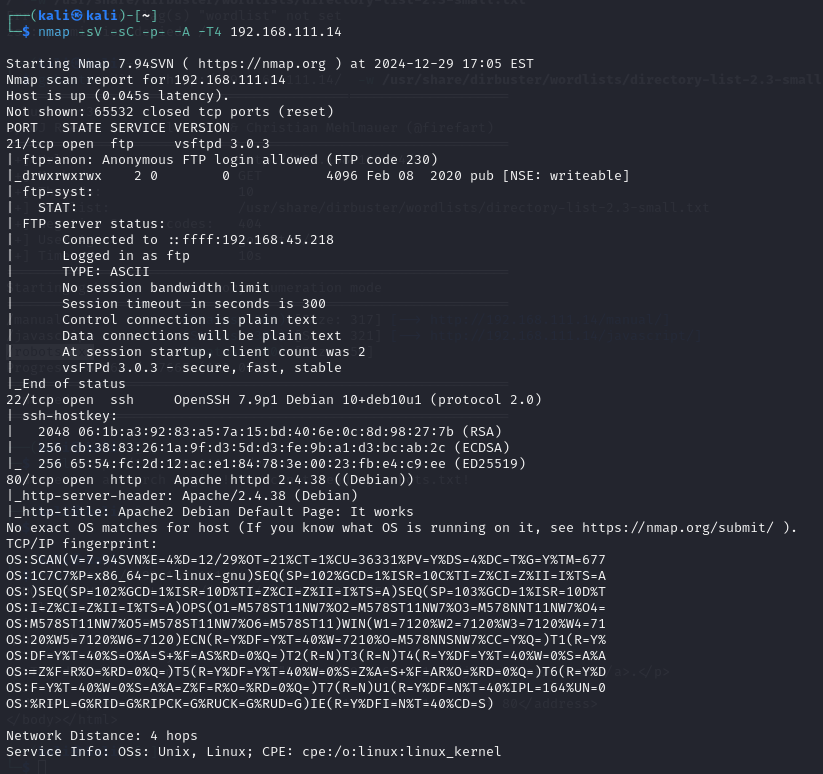 ┌──(kali㉿kali)-[~]
└─$ nmap -sV -sC -p- -A -T4 192.168.111.14
Starting Nmap 7.94SVN ( https://nmap.org ) at 2024-12-29 17:05 EST
Nmap scan report for 192.168.111.14
Host is up (0.045s latency).
Not shown: 65532 closed tcp ports (reset)
PORT   STATE SERVICE VERSION
21/tcp open  ftp     vsftpd 3.0.3
| ftp-anon: Anonymous FTP login allowed (FTP code 230)
|_drwxrwxrwx    2 0        0            4096 Feb 08  2020 pub [NSE: writeable]
| ftp-syst:
|   STAT:
| FTP server status:
|      Connected to ::ffff:192.168.45.218
|      Logged in as ftp
|      TYPE: ASCII
|      No session bandwidth limit
|      Session timeout in seconds is 300
|      Control connection is plain text
|      Data connections will be plain text
|      At session startup, client count was 2
|      vsFTPd 3.0.3 - secure, fast, stable
|_End of status
22/tcp open  ssh     OpenSSH 7.9p1 Debian 10+deb10u1 (protocol 2.0)
| ssh-hostkey:
|   2048 06:1b:a3:92:83:a5:7a:15:bd:40:6e:0c:8d:98:27:7b (RSA)
|   256 cb:38:83:26:1a:9f:d3:5d:d3:fe:9b:a1:d3:bc:ab:2c (ECDSA)
|_  256 65:54:fc:2d:12:ac:e1:84:78:3e:00:23:fb:e4:c9:ee (ED25519)
80/tcp open  http    Apache httpd 2.4.38 ((Debian))
|_http-server-header: Apache/2.4.38 (Debian)
|_http-title: Apache2 Debian Default Page: It works
No exact OS matches for host (If you know what OS is running on it, see https://nmap.org/submit/ ).
TCP/IP fingerprint:
OS:SCAN(V=7.94SVN%E=4%D=12/29%OT=21%CT=1%CU=36331%PV=Y%DS=4%DC=T%G=Y%TM=677
OS:1C7C7%P=x86_64-pc-linux-gnu)SEQ(SP=102%GCD=1%ISR=10C%TI=Z%CI=Z%II=I%TS=A
OS:)SEQ(SP=102%GCD=1%ISR=10D%TI=Z%CI=Z%II=I%TS=A)SEQ(SP=103%GCD=1%ISR=10D%T
OS:I=Z%CI=Z%II=I%TS=A)OPS(O1=M578ST11NW7%O2=M578ST11NW7%O3=M578NNT11NW7%O4=
OS:M578ST11NW7%O5=M578ST11NW7%O6=M578ST11)WIN(W1=7120%W2=7120%W3=7120%W4=71
OS:20%W5=7120%W6=7120)ECN(R=Y%DF=Y%T=40%W=7210%O=M578NNSNW7%CC=Y%Q=)T1(R=Y%
OS:DF=Y%T=40%S=O%A=S+%F=AS%RD=0%Q=)T2(R=N)T3(R=N)T4(R=Y%DF=Y%T=40%W=0%S=A%A
OS:=Z%F=R%O=%RD=0%Q=)T5(R=Y%DF=Y%T=40%W=0%S=Z%A=S+%F=AR%O=%RD=0%Q=)T6(R=Y%D
OS:F=Y%T=40%W=0%S=A%A=Z%F=R%O=%RD=0%Q=)T7(R=N)U1(R=Y%DF=N%T=40%IPL=164%UN=0
OS:%RIPL=G%RID=G%RIPCK=G%RUCK=G%RUD=G)IE(R=Y%DFI=N%T=40%CD=S)
Network Distance: 4 hops
Service Info: OSs: Unix, Linux; CPE: cpe:/o:linux:linux_kernel